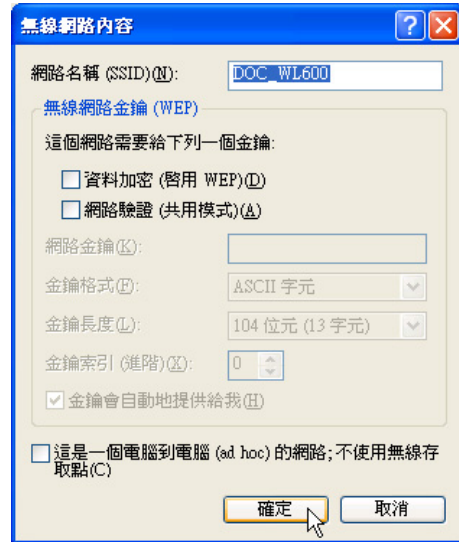 無線網路內容
網路名稱 (SSID)(N):
DOC_WL600
無線網路金鑰 (WEP)
這個網路需要給下列一個金鑰:
資料加密 (啓用 WEP)(D)
網路驗證 (共用模式)(A)
網路金鑰(K):
金鑰格式(F):
ASCII 字元
金鑰長度(L):
104 位元 (13 字元)
金鑰索引 (進階)(X):
0
金鑰會自動地提供給我(H)
這是一個電腦到電腦 (ad hoc) 的網路;不使用無線存
取點(C)
確定
取消